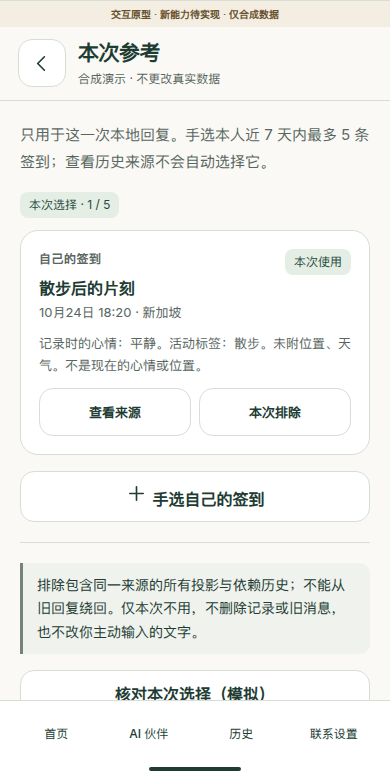 交互原型 · 新能力待实现 · 仅合成数据
本次参考
合成演示 · 不更改真实数据
只用于这一次本地回复。手选本人近 7 天内最多 5 条
签到；查看历史来源不会自动选择它。
本次选择 · 1 / 5
自己的签到
本次使用
散步后的片刻
10月24日 18:20 · 新加坡
记录时的心情：平静。活动标签：散步。未附位置、天
气。不是现在的心情或位置。
查看来源
本次排除
手选自己的签到
排除包含同一来源的所有投影与依赖历史；不能从
旧回复绕回。仅本次不用，不删除记录或旧消息，
也不改你主动输入的文字。
核对本次选择（模拟）
首页
AI 伙伴
历史
联系设置